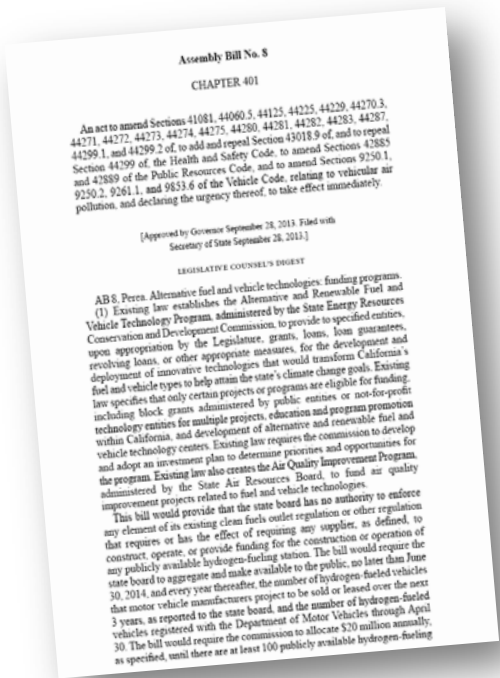 Assembly Bill No. 8
CHAPTER 401
An act to amend Sections 41081, 44060.5, 44125, 44225, 44229, 44270.3,
44271, 44272, 44273, 44274, 44275, 44280, 44281, 44282, 44283, 44287,
44299.1, and 44299.2 of, to add and repeal Section 43018.9 of, and to repeal
Section 44299 of, the Health and Safety Code, to amend Sections 42885
and 42889 of the Public Resources Code, and to amend Sections 9250.1,
9250.2, 9261.1, and 9853.6 of the Vehicle Code, relating to vehicular air
pollution, and declaring the urgency thereof, to take effect immediately.
[Approved by Governor September 28, 2013. Filed with
Secretary of State September 28, 2013.]
LEGISLATIVE COUNSEL'S DIGEST
AB 8, Perea. Alternative fuel and vehicle technologies: funding programs.
(1) Existing law establishes the Alternative and Renewable Fuel and
Vehicle Technology Program, administered by the State Energy Resources
Conservation and Development Commission, to provide to specified entities,
upon appropriation by the Legislature, grants, loans, loan guarantees,
revolving loans, or other appropriate measures, for the development and
deployment of innovative technologies that would transform California's
fuel and vehicle types to help attain the state's climate change goals. Existing
law specifies that only certain projects or programs are eligible for funding,
including block grants administered by public entities or not-for-profit
technology entities for multiple projects, education and program promotion
within California, and development of alternative and renewable fuel and
vehicle technology centers. Existing law requires the commission to develop
and adopt an investment plan to determine priorities and opportunities for
the program. Existing law also creates the Air Quality Improvement Program,
administered by the State Air Resources Board, to fund air quality
improvement projects related to fuel and vehicle technologies.
This bill would provide that the state board has no authority to enforce
any element of its existing clean fuels outlet regulation or other regulation
that requires or has the effect of requiring any supplier, as defined, to
construct, operate, or provide funding for the construction or operation of
any publicly available hydrogen-fueling station. The bill would require the
state board to aggregate and make available to the public, no later than June
30, 2014, and every year thereafter, the number of hydrogen-fueled vehicles
that motor vehicle manufacturers project to be sold or leased over the next
3 years, as reported to the state board, and the number of hydrogen-fueled
vehicles registered with the Department of Motor Vehicles through April
30. The bill would require the commission to allocate $20 million annually,
as specified, until there are at least 100 publicly available hydrogen-fueling